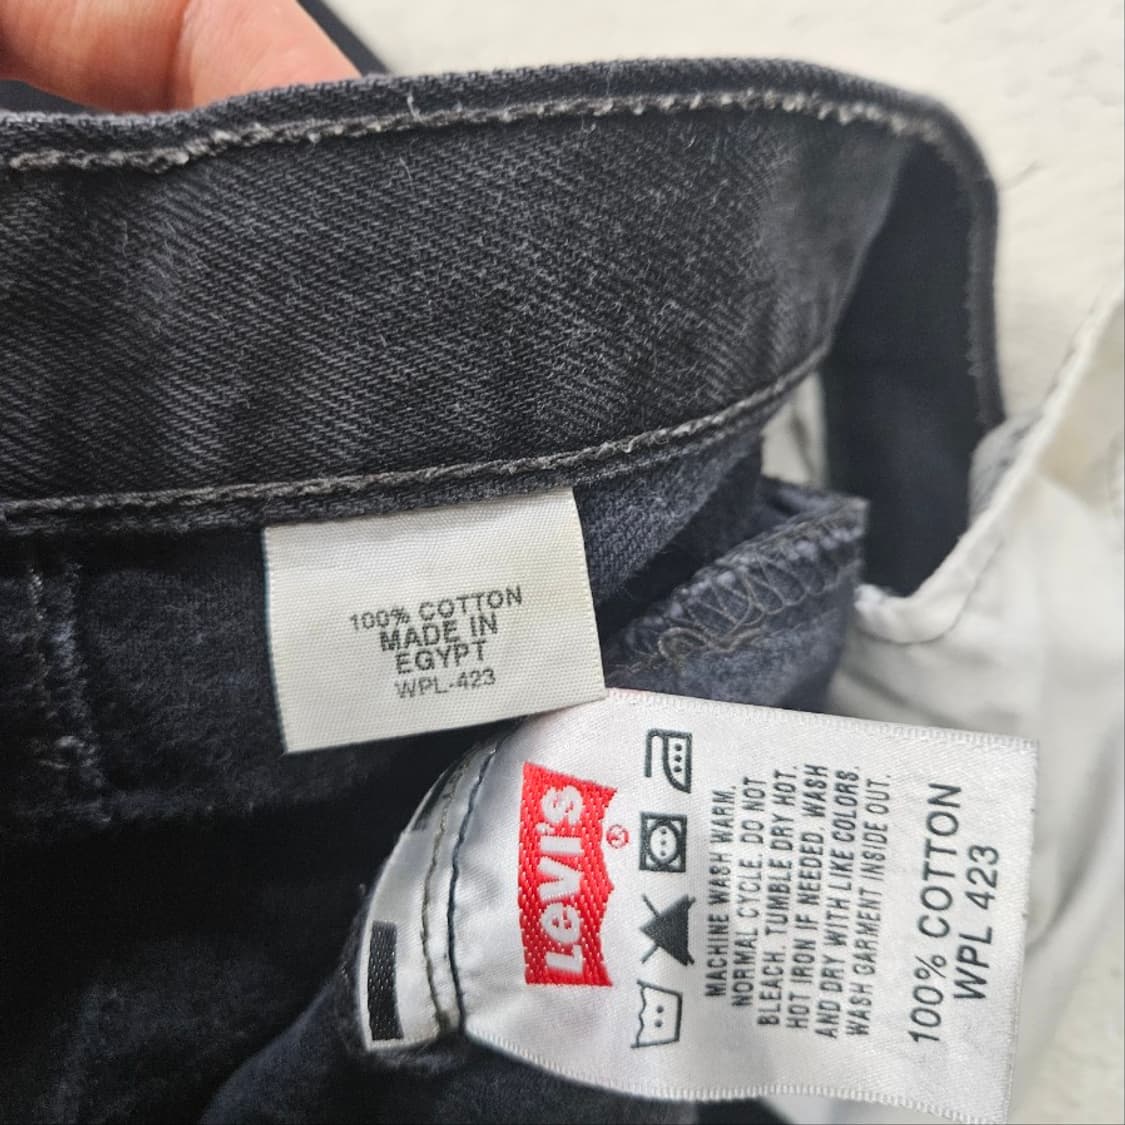 100% COTTON
MADE IN
EGYPT
WPL-423
Levi's
®
MACHINE WASH WARM,
NORMAL CYCLE. DO NOT
BLEACH. TUMBLE DRY HOT.
HOT IRON IF NEEDED. WASH
AND DRY WITH LIKE COLORS.
WASH GARMENT INSIDE OUT.
100% COTTON
WPL 423